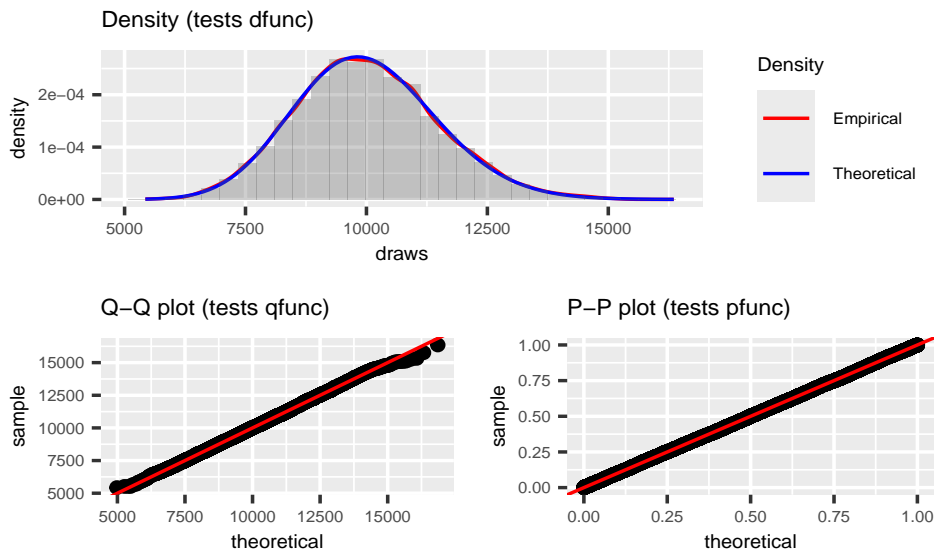 Density (tests dfunc)
density
2e−04
1e−04
0e+00
5000 7500 10000 12500 15000
draws
Density
Empirical
Theoretical
Q−Q plot (tests qfunc)
sample
15000
12500
10000
7500
5000
5000 7500 10000 12500 15000
theoretical
P−P plot (tests pfunc)
sample
1.00
0.75
0.50
0.25
0.00
0.00 0.25 0.50 0.75 1.00
theoretical